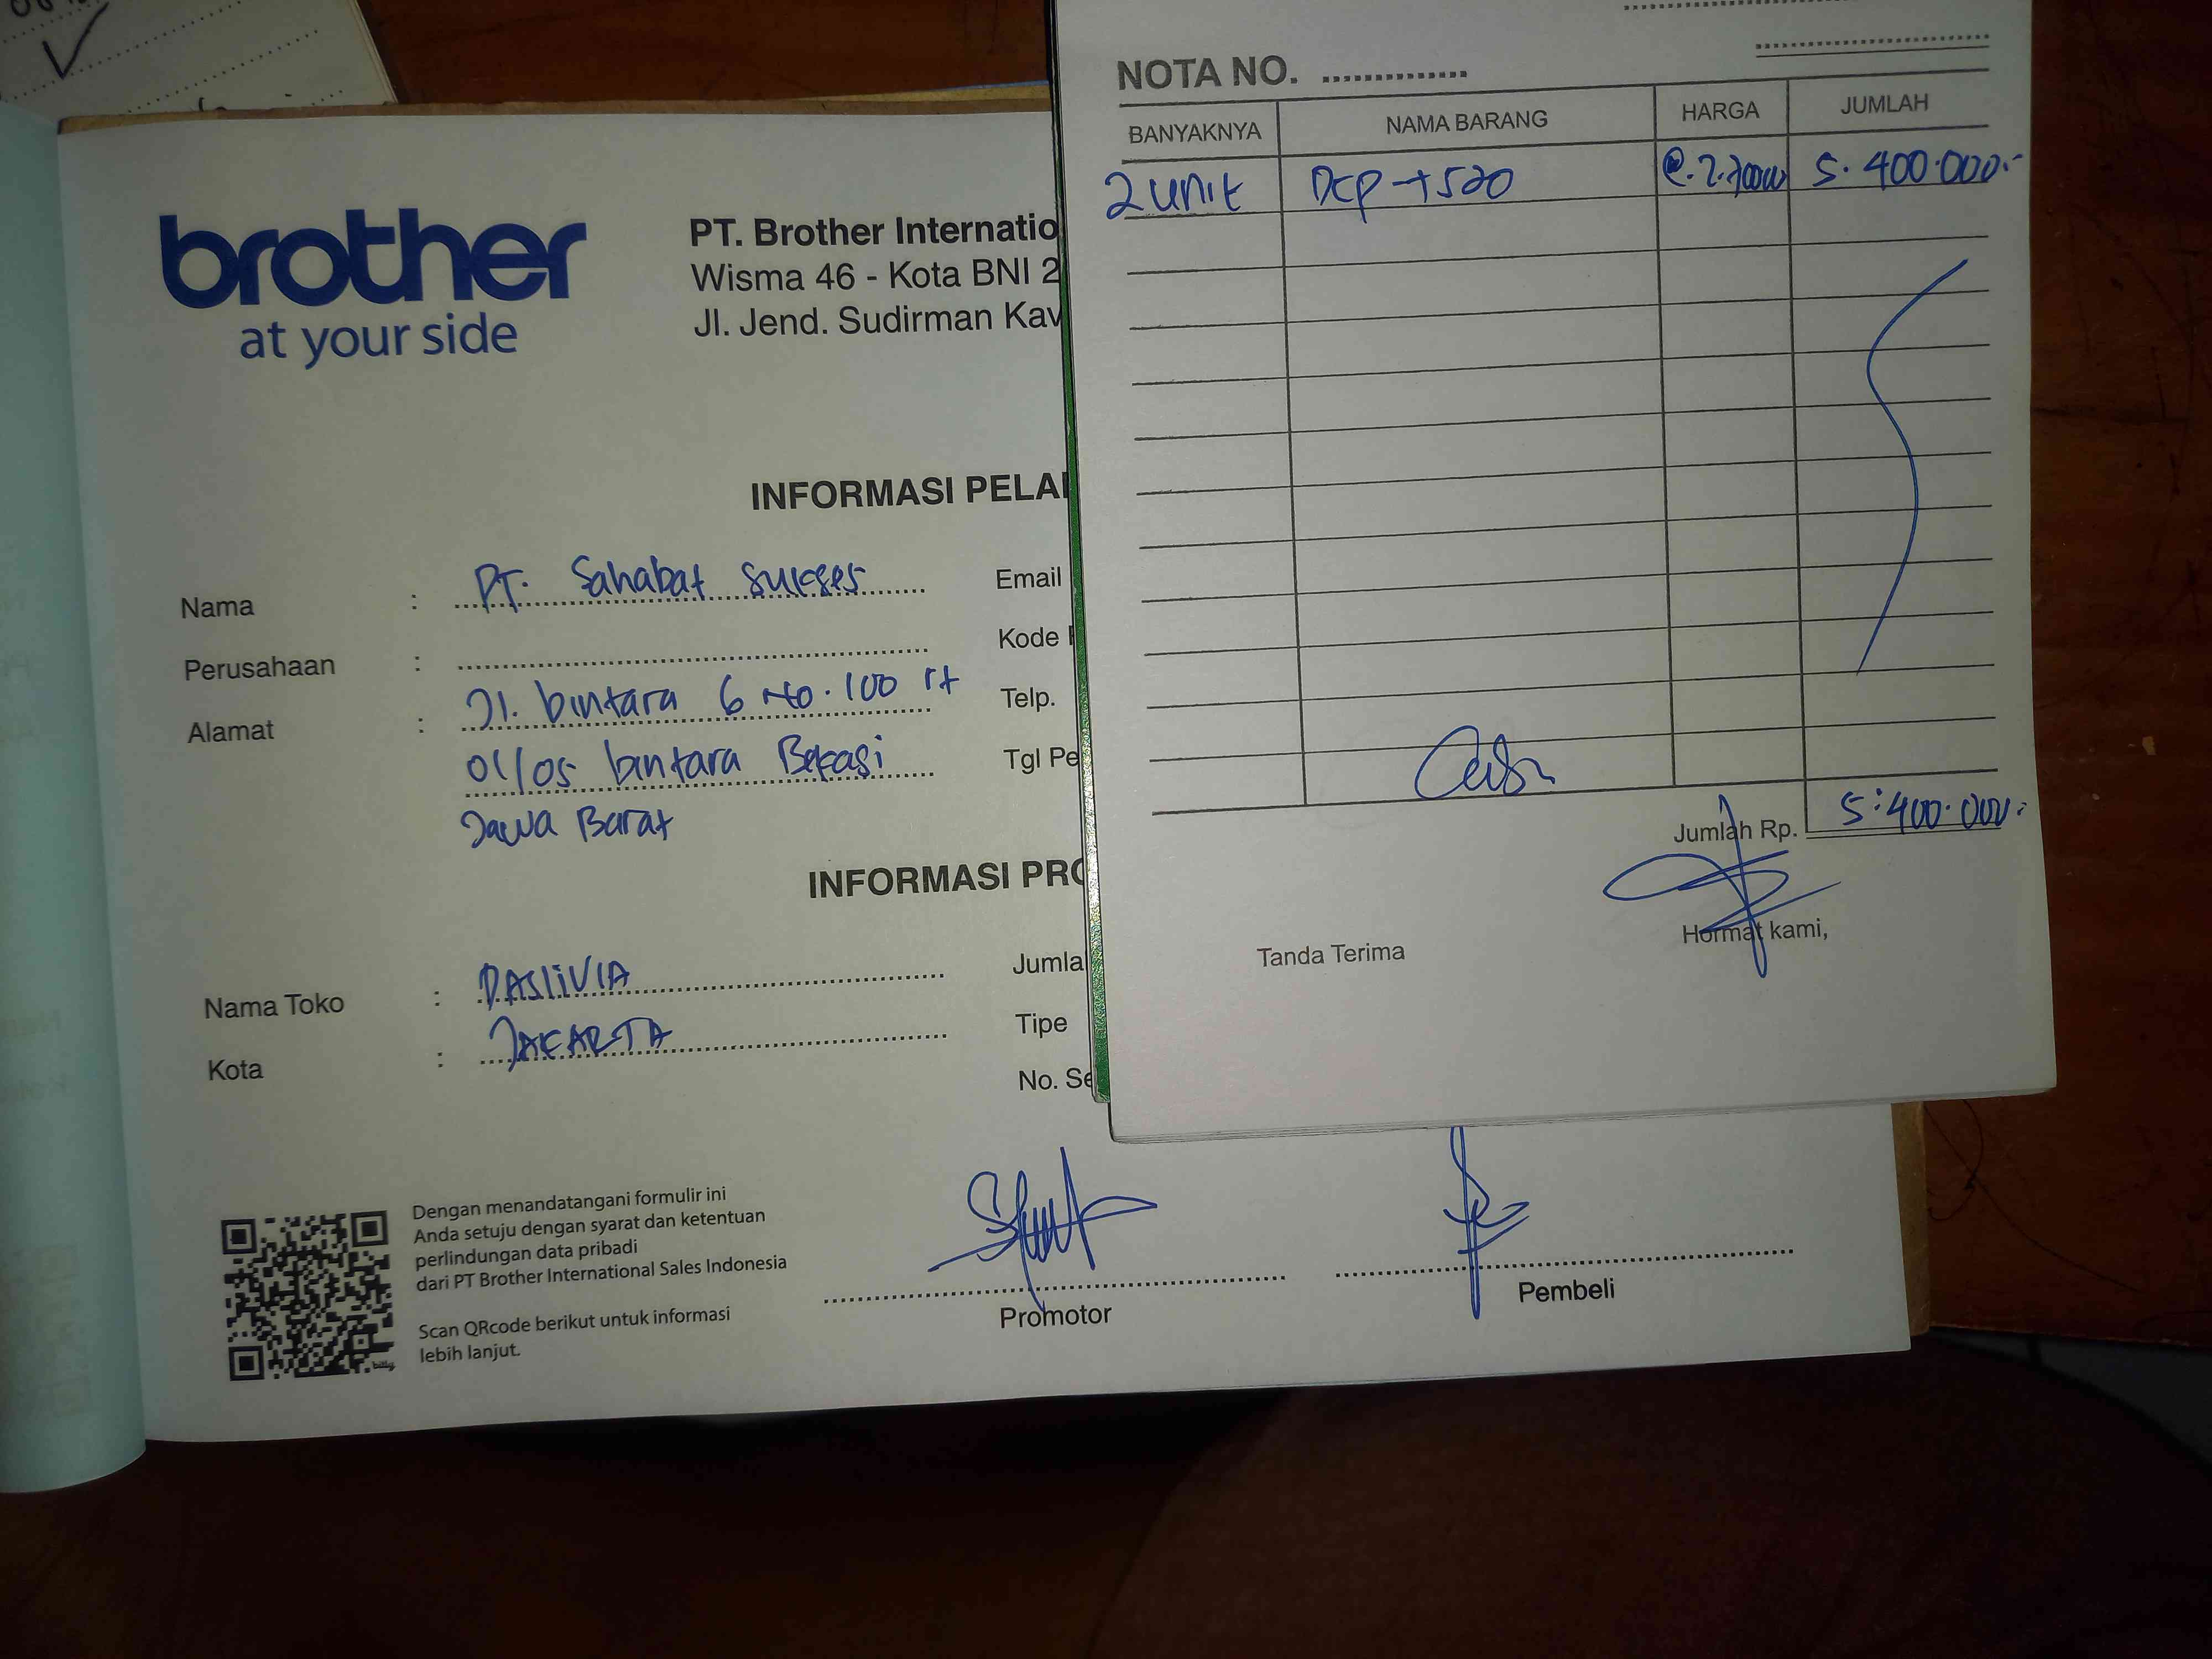 brother
at your side
PT. Brother Internatio
Wisma 46 - Kota BNI 2
Jl. Jend. Sudirman Kav
INFORMASI PELA
Nama : PT. Sahabat Sukses
Email
Perusahaan :
Kode
Alamat : Jl. bintara 6 No. 100 rt
Telp.
01/05 bintara Bekasi
Tgl Pe
Jawa Barat
INFORMASI PRO
Nama Toko : DASliVIA
Jumla
Kota : JAKARTA
Tipe
No. Se
Dengan menandatangani formulir ini
Anda setuju dengan syarat dan ketentuan
perlindungan data pribadi
dari PT Brother International Sales Indonesia
Scan QRcode berikut untuk informasi
lebih lanjut.
Promotor
Pembeli
NOTA NO.
BANYAKNYA NAMA BARANG HARGA JUMLAH
2 unit DCP-T520 @. 2.70000 5.400.000.-
Cash
Jumlah Rp. 5.400.000.-
Tanda Terima
Hormat kami,